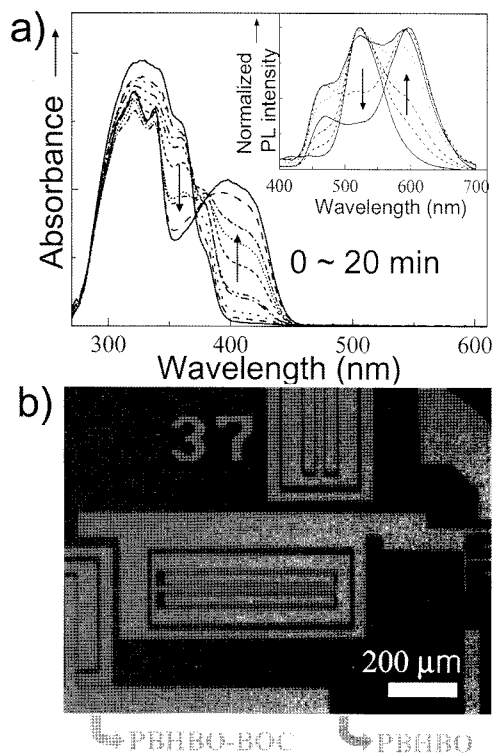 a)
Absorbance
Normalized
PL intensity
400 500 600 700
Wavelength (nm)
0 ~ 20 min
300 400 500 600
Wavelength (nm)
b)
37
200 μm
PBHBO-BOC PBHBO